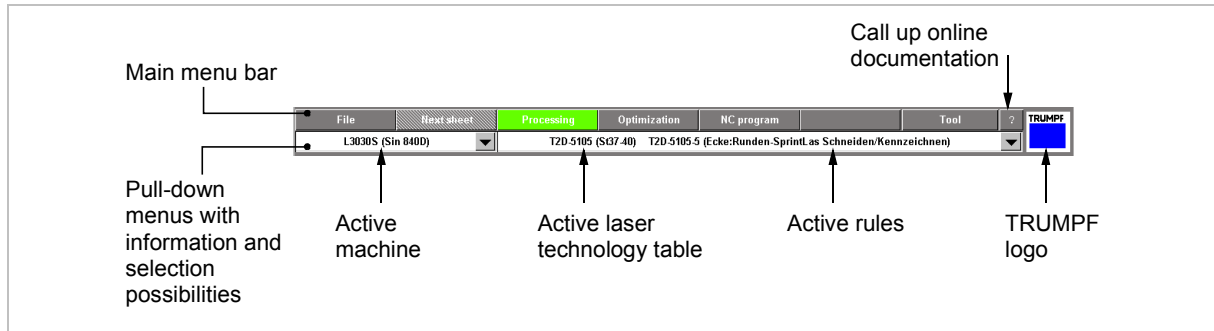 Call up online
documentation
Main menu bar
File Next sheet Processing Optimization NC program Tool ? TRUMPF
L3030S (Sin 840D) T2D-5105 (St37-40) T2D-5105-5 (Ecke:Runden-SprintLas Schneiden/Kennzeichnen)
Pull-down
menus with
information and
selection
possibilities
Active
machine
Active laser
technology table
Active rules
TRUMPF
logo